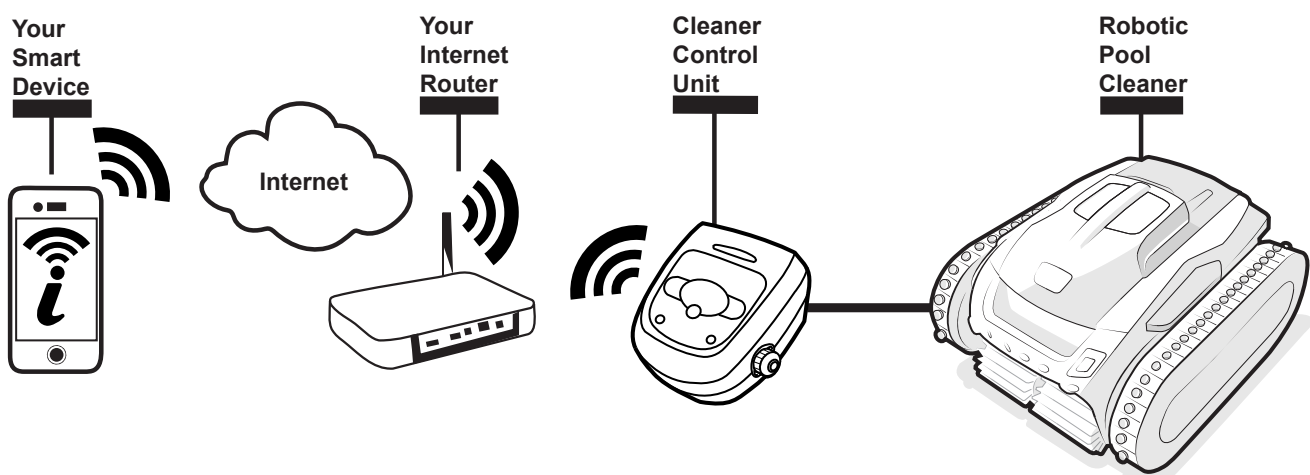 Your
Smart
Device
Your
Internet
Router
Cleaner
Control
Unit
Robotic
Pool
Cleaner
Internet
i